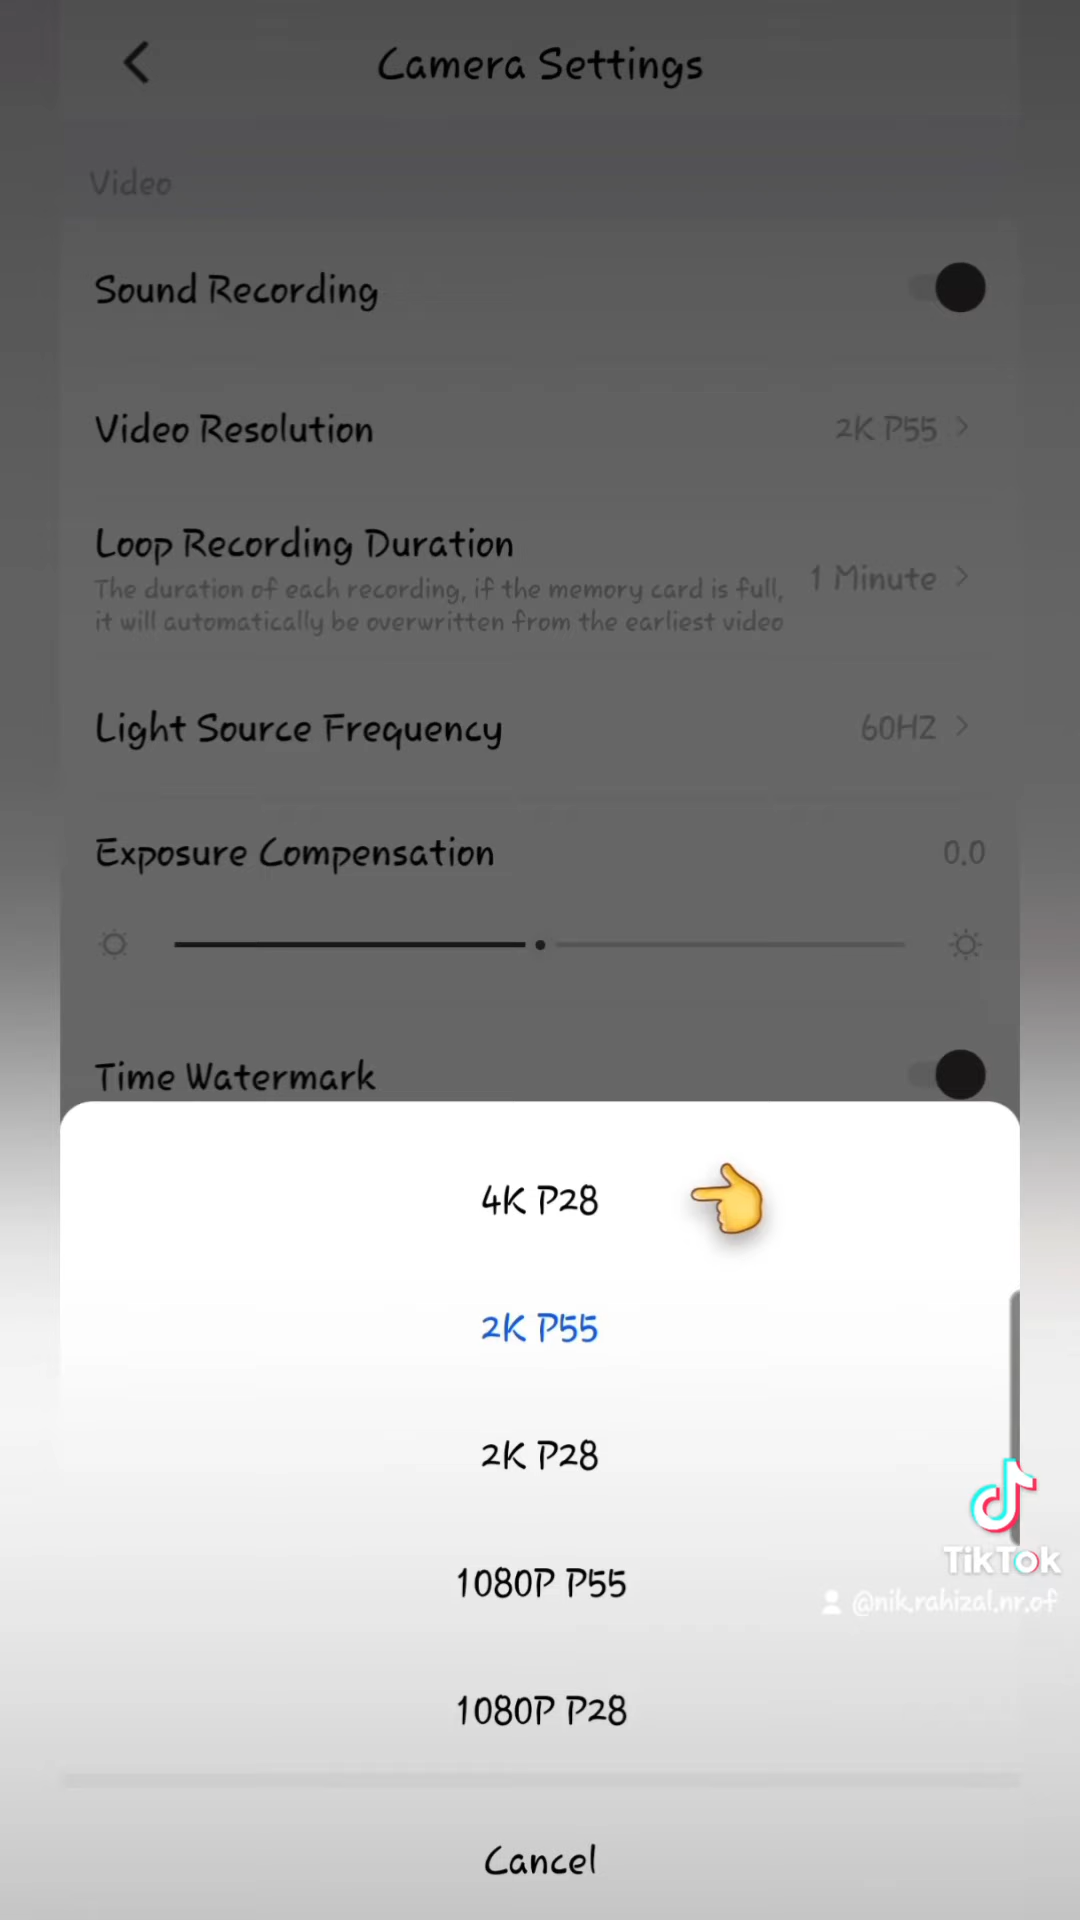 Camera Settings
Video
Sound Recording
Video Resolution
2K P55
Loop Recording Duration
The duration of each recording, if the memory card is full,
it will automatically be overwritten from the earliest video
1 Minute
Light Source Frequency
60HZ
Exposure Compensation
0.0
Time Watermark
4K P28
2K P55
2K P28
1080P P55
1080P P28
TikTok
@nik.rahizal.nr.of
Cancel